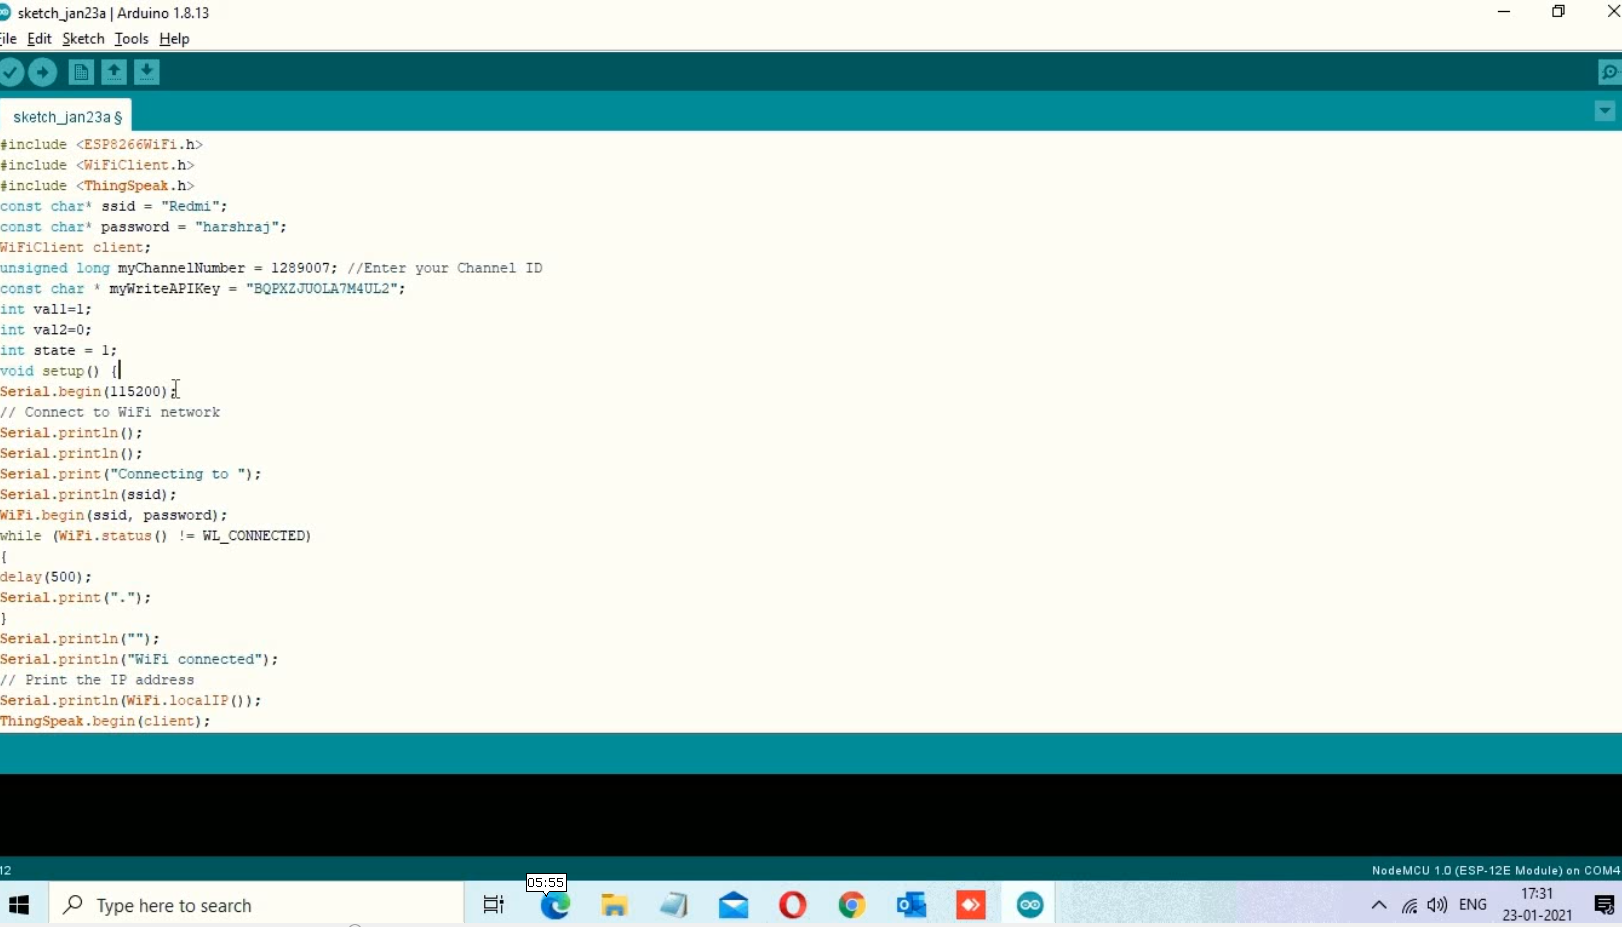 sketch_jan23a | Arduino 1.8.13
File Edit Sketch Tools Help
sketch_jan23a §
#include <ESP8266WiFi.h>
#include <WiFiClient.h>
#include <ThingSpeak.h>
const char* ssid = "Redmi";
const char* password = "harshraj";
WiFiClient client;
unsigned long myChannelNumber = 1289007; //Enter your Channel ID
const char * myWriteAPIKey = "BQPXZJUOLA7M4UL2";
int val1=1;
int val2=0;
int state = 1;
void setup() {
Serial.begin(115200);
// Connect to WiFi network
Serial.println();
Serial.println();
Serial.print("Connecting to ");
Serial.println(ssid);
WiFi.begin(ssid, password);
while (WiFi.status() != WL_CONNECTED)
{
delay(500);
Serial.print(".");
}
Serial.println("");
Serial.println("WiFi connected");
// Print the IP address
Serial.println(WiFi.localIP());
ThingSpeak.begin(client);
12
NodeMCU 1.0 (ESP-12E Module) on COM4
05:55
Type here to search
ENG
17:31
23-01-2021